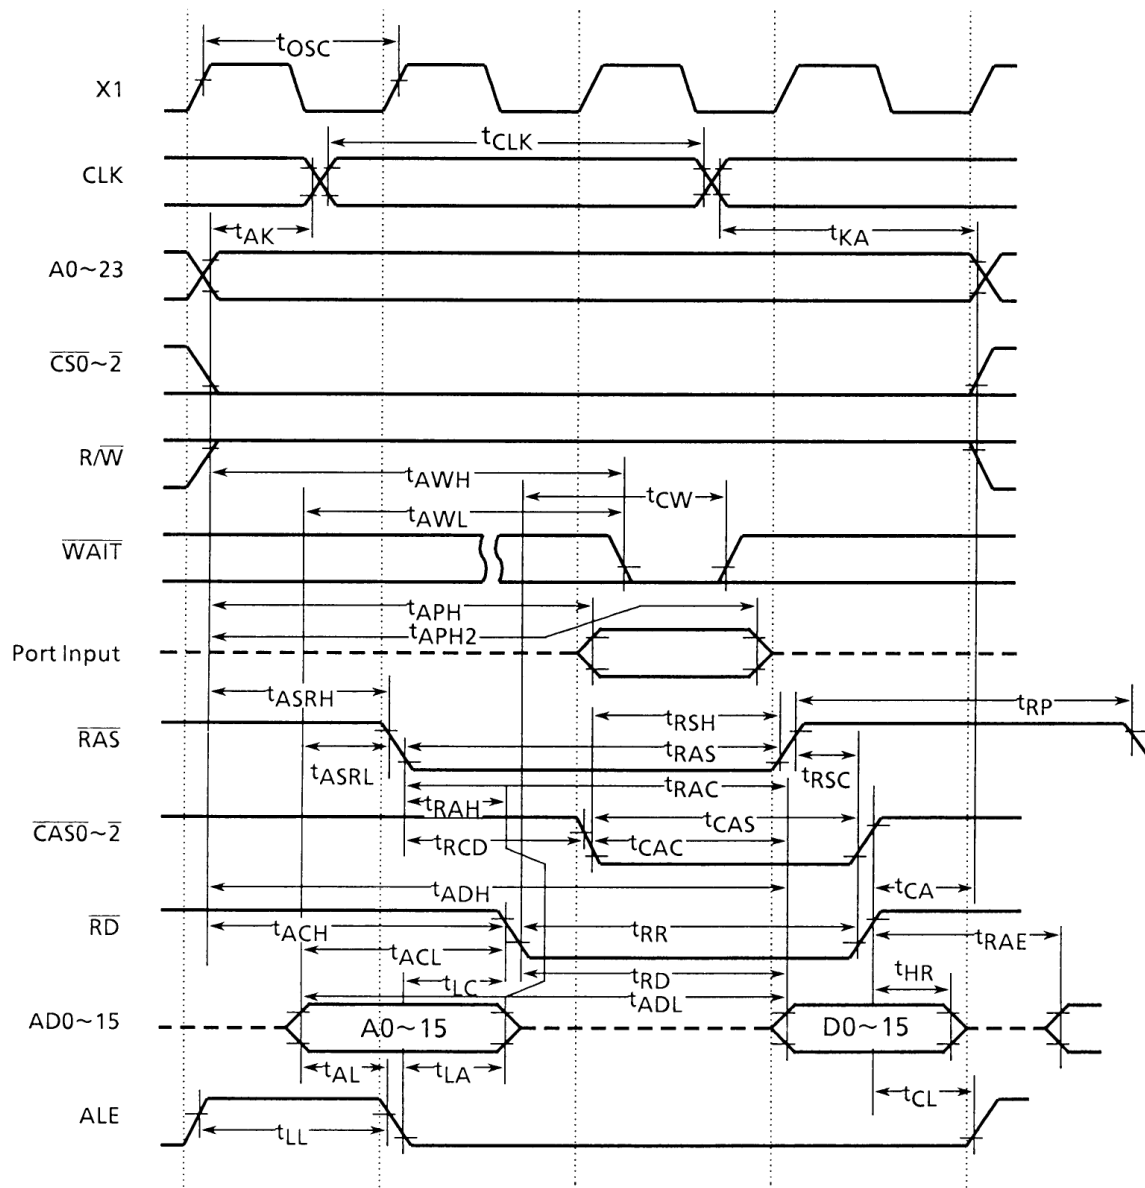 tOSC
X1
tCLK
CLK
tAK
tKA
A0~23
CS0~2
R/W
tAWH
tCW
tAWL
WAIT
tAPH
tAPH2
Port Input
tASRH
tRSH
tRP
RAS
tRAS
tASRL
tRSC
tRAC
tRAH
CAS0~2
tCAS
tRCD
tCAC
tADH
tCA
RD
tACH
tRR
tRAE
tACL
tLC
tRD
tHR
tADL
AD0~15
A0~15
D0~15
tAL
tLA
tCL
ALE
tLL